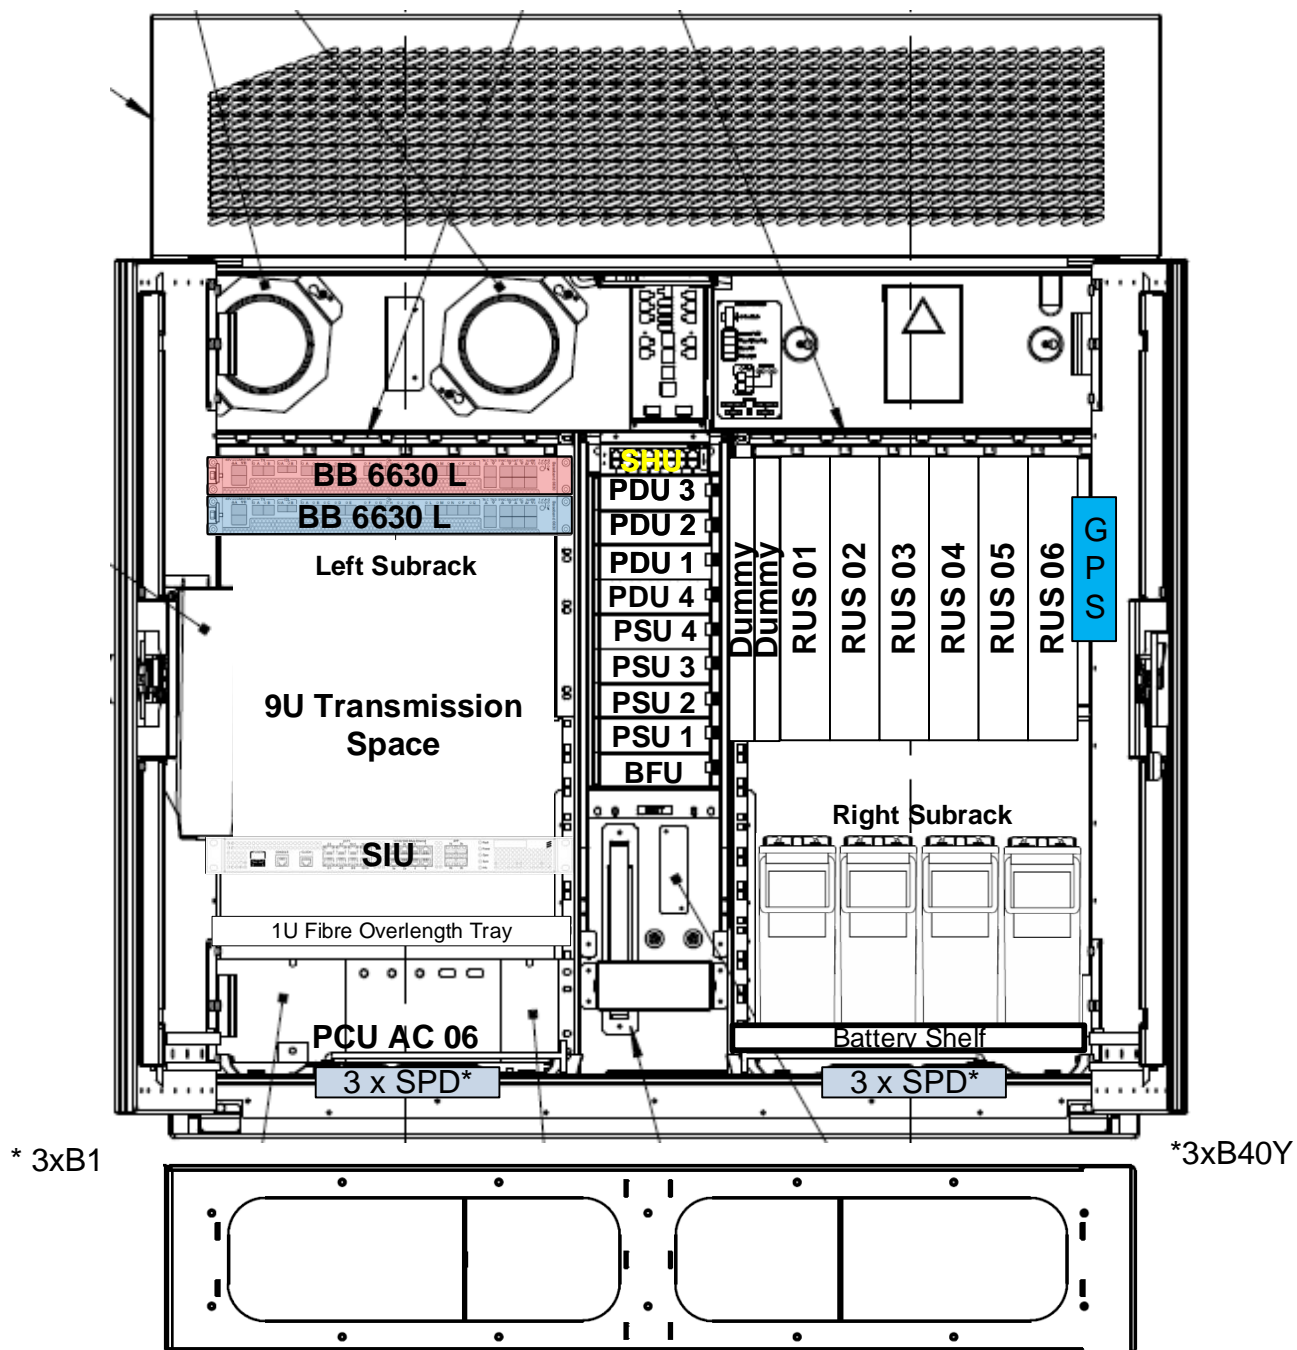 BB 6630 L
BB 6630 L
Left Subrack
9U Transmission
Space
SIU
1U Fibre Overlength Tray
PCU AC 06
3 x SPD*
* 3xB1
SHU
PDU 3
PDU 2
PDU 1
PDU 4
PSU 4
PSU 3
PSU 2
PSU 1
BFU
Dummy
Dummy
RUS 01
RUS 02
RUS 03
RUS 04
RUS 05
RUS 06
GPS
Right Subrack
Battery Shelf
3 x SPD*
*3xB40Y